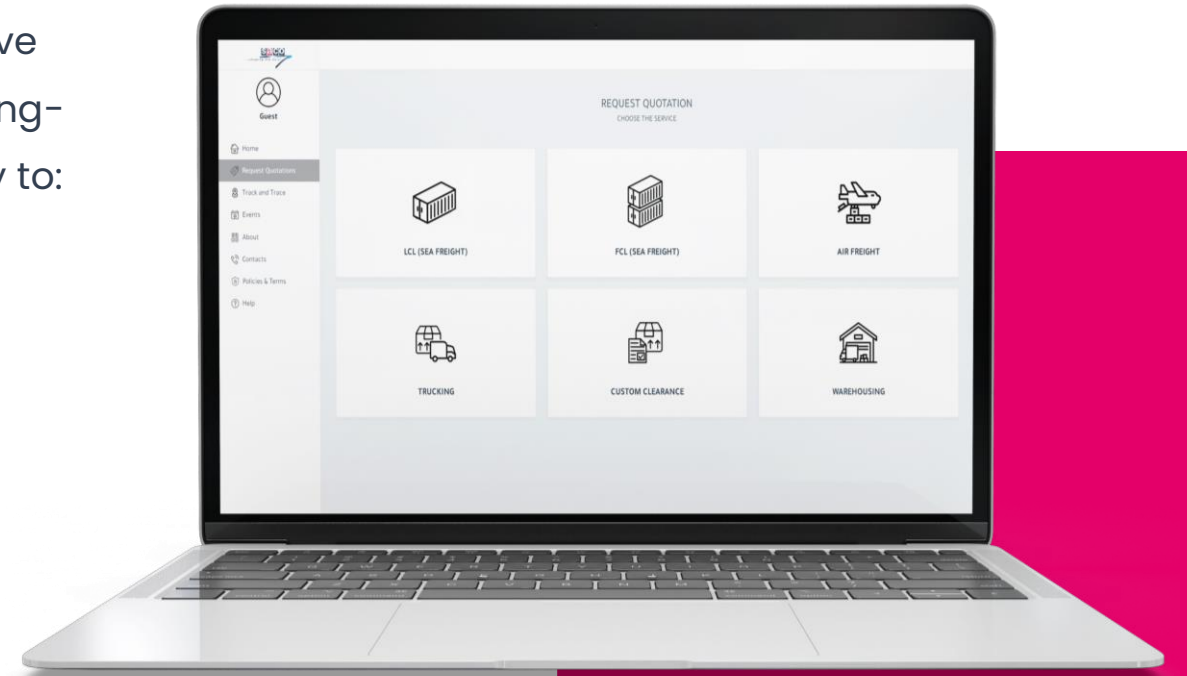 ve
ng-
y to:
Guest
Home
Request Quotations
Track and Trace
Events
About
Contacts
Policies & Terms
Help
REQUEST QUOTATION
CHOOSE THE SERVICE
LCL (SEA FREIGHT)
FCL (SEA FREIGHT)
AIR FREIGHT
TRUCKING
CUSTOM CLEARANCE
WAREHOUSING